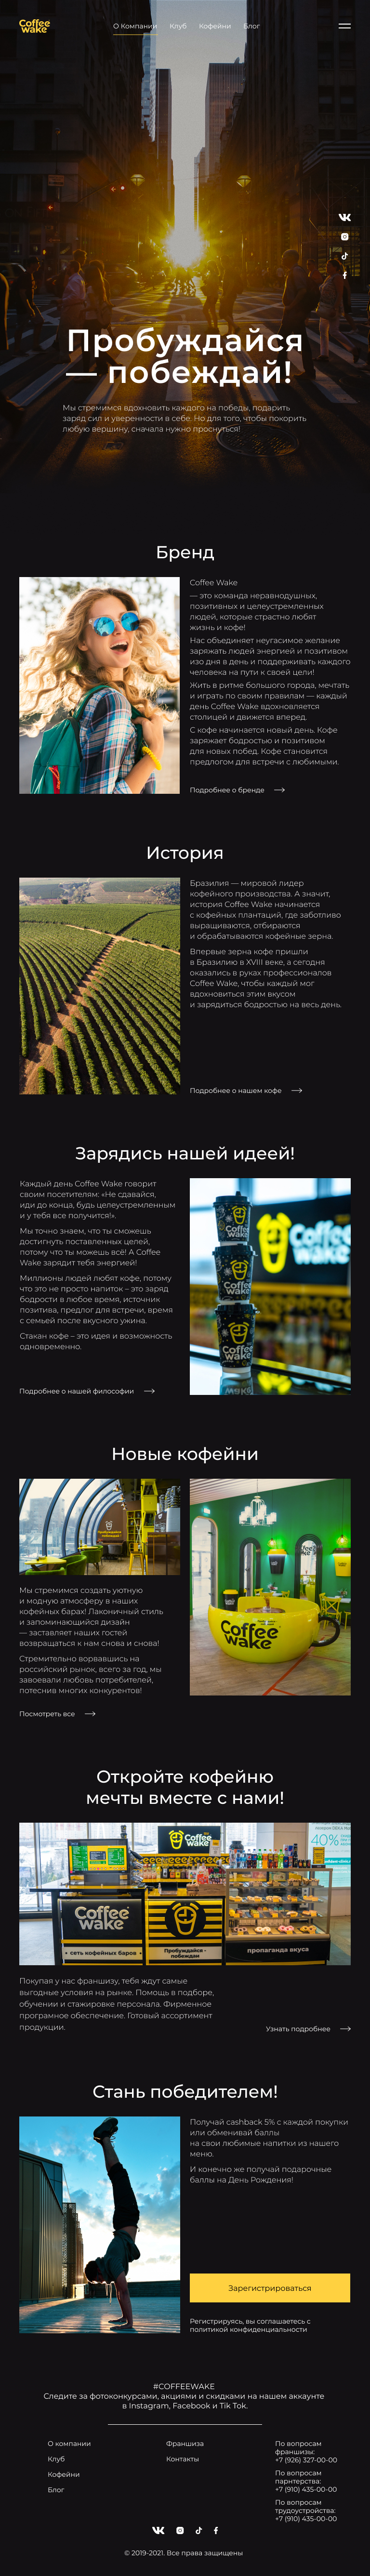 Coffee
wake
О Компании Клуб Кофейни Блог
Пробуждайся
— побеждай!
Мы стремимся вдохновить каждого на победы, подарить
заряд сил и уверенности в себе. Но для того, чтобы покорить
любую вершину, сначала нужно проснуться!
Бренд
Coffee Wake
— это команда неравнодушных,
позитивных и целеустремленных
людей, которые страстно любят
жизнь и кофе!
Нас объединяет неугасимое желание
заряжать людей энергией и позитивом
изо дня в день и поддерживать каждого
человека на пути к своей цели!
Жить в ритме большого города, мечтать
и играть по своим правилам — каждый
день Coffee Wake вдохновляется
столицей и движется вперед.
С кофе начинается новый день. Кофе
заряжает бодростью и позитивом
для новых побед. Кофе становится
предлогом для встречи с любимыми.
Подробнее о бренде
История
Бразилия — мировой лидер
кофейного производства. А значит,
история Coffee Wake начинается
с кофейных плантаций, где заботливо
выращиваются, отбираются
и обрабатываются кофейные зерна.
Впервые зерна кофе пришли
в Бразилию в XVIII веке, а сегодня
оказались в руках профессионалов
Coffee Wake, чтобы каждый мог
вдохновиться этим вкусом
и зарядиться бодростью на весь день.
Подробнее о нашем кофе
Зарядись нашей идеей!
Каждый день Coffee Wake говорит
своим посетителям: «Не сдавайся,
иди до конца, будь целеустремленным
и у тебя все получится!».
Мы точно знаем, что ты сможешь
достигнуть поставленных целей,
потому что ты можешь всё! А Coffee
Wake зарядит тебя энергией!
Миллионы людей любят кофе, потому
что это не просто напиток – это заряд
бодрости в любое время, источник
позитива, предлог для встречи, время
с семьей после вкусного ужина.
Стакан кофе – это идея и возможность
одновременно.
Подробнее о нашей философии
Новые кофейни
Мы стремимся создать уютную
и модную атмосферу в наших
кофейных барах! Лаконичный стиль
и запоминающийся дизайн
— заставляет наших гостей
возвращаться к нам снова и снова!
Стремительно ворвавшись на
российский рынок, всего за год, мы
завоевали любовь потребителей,
потеснив многих конкурентов!
Посмотреть все
Coffee
wake
Откройте кофейню
мечты вместе с нами!
Coffee
wake
40%
Coffee
wake
сеть кофейных баров
Пробуждайся -
побеждай
пропаганда вкуса
Покупая у нас франшизу, тебя ждут самые
выгодные условия на рынке. Помощь в подборе,
обучении и стажировке персонала. Фирменное
програмное обеспечение. Готовый ассортимент
продукции.
Узнать подробнее
Стань победителем!
Получай cashback 5% с каждой покупки
или обменивай баллы
на свои любимые напитки из нашего
меню.
И конечно же получай подарочные
баллы на День Рождения!
Зарегистрироваться
Регистрируясь, вы соглашаетесь с
политикой конфиденциальности
#COFFEEWAKE
Следите за фотоконкурсами, акциями и скидками на нашем аккаунте
в Instagram, Facebook и Tik Tok.
О компании
Клуб
Кофейни
Блог
Франшиза
Контакты
По вопросам
франшизы:
+7 (926) 327-00-00
По вопросам
парнтерства:
+7 (910) 435-00-00
По вопросам
трудоустройства:
+7 (910) 435-00-00
© 2019-2021. Все права защищены